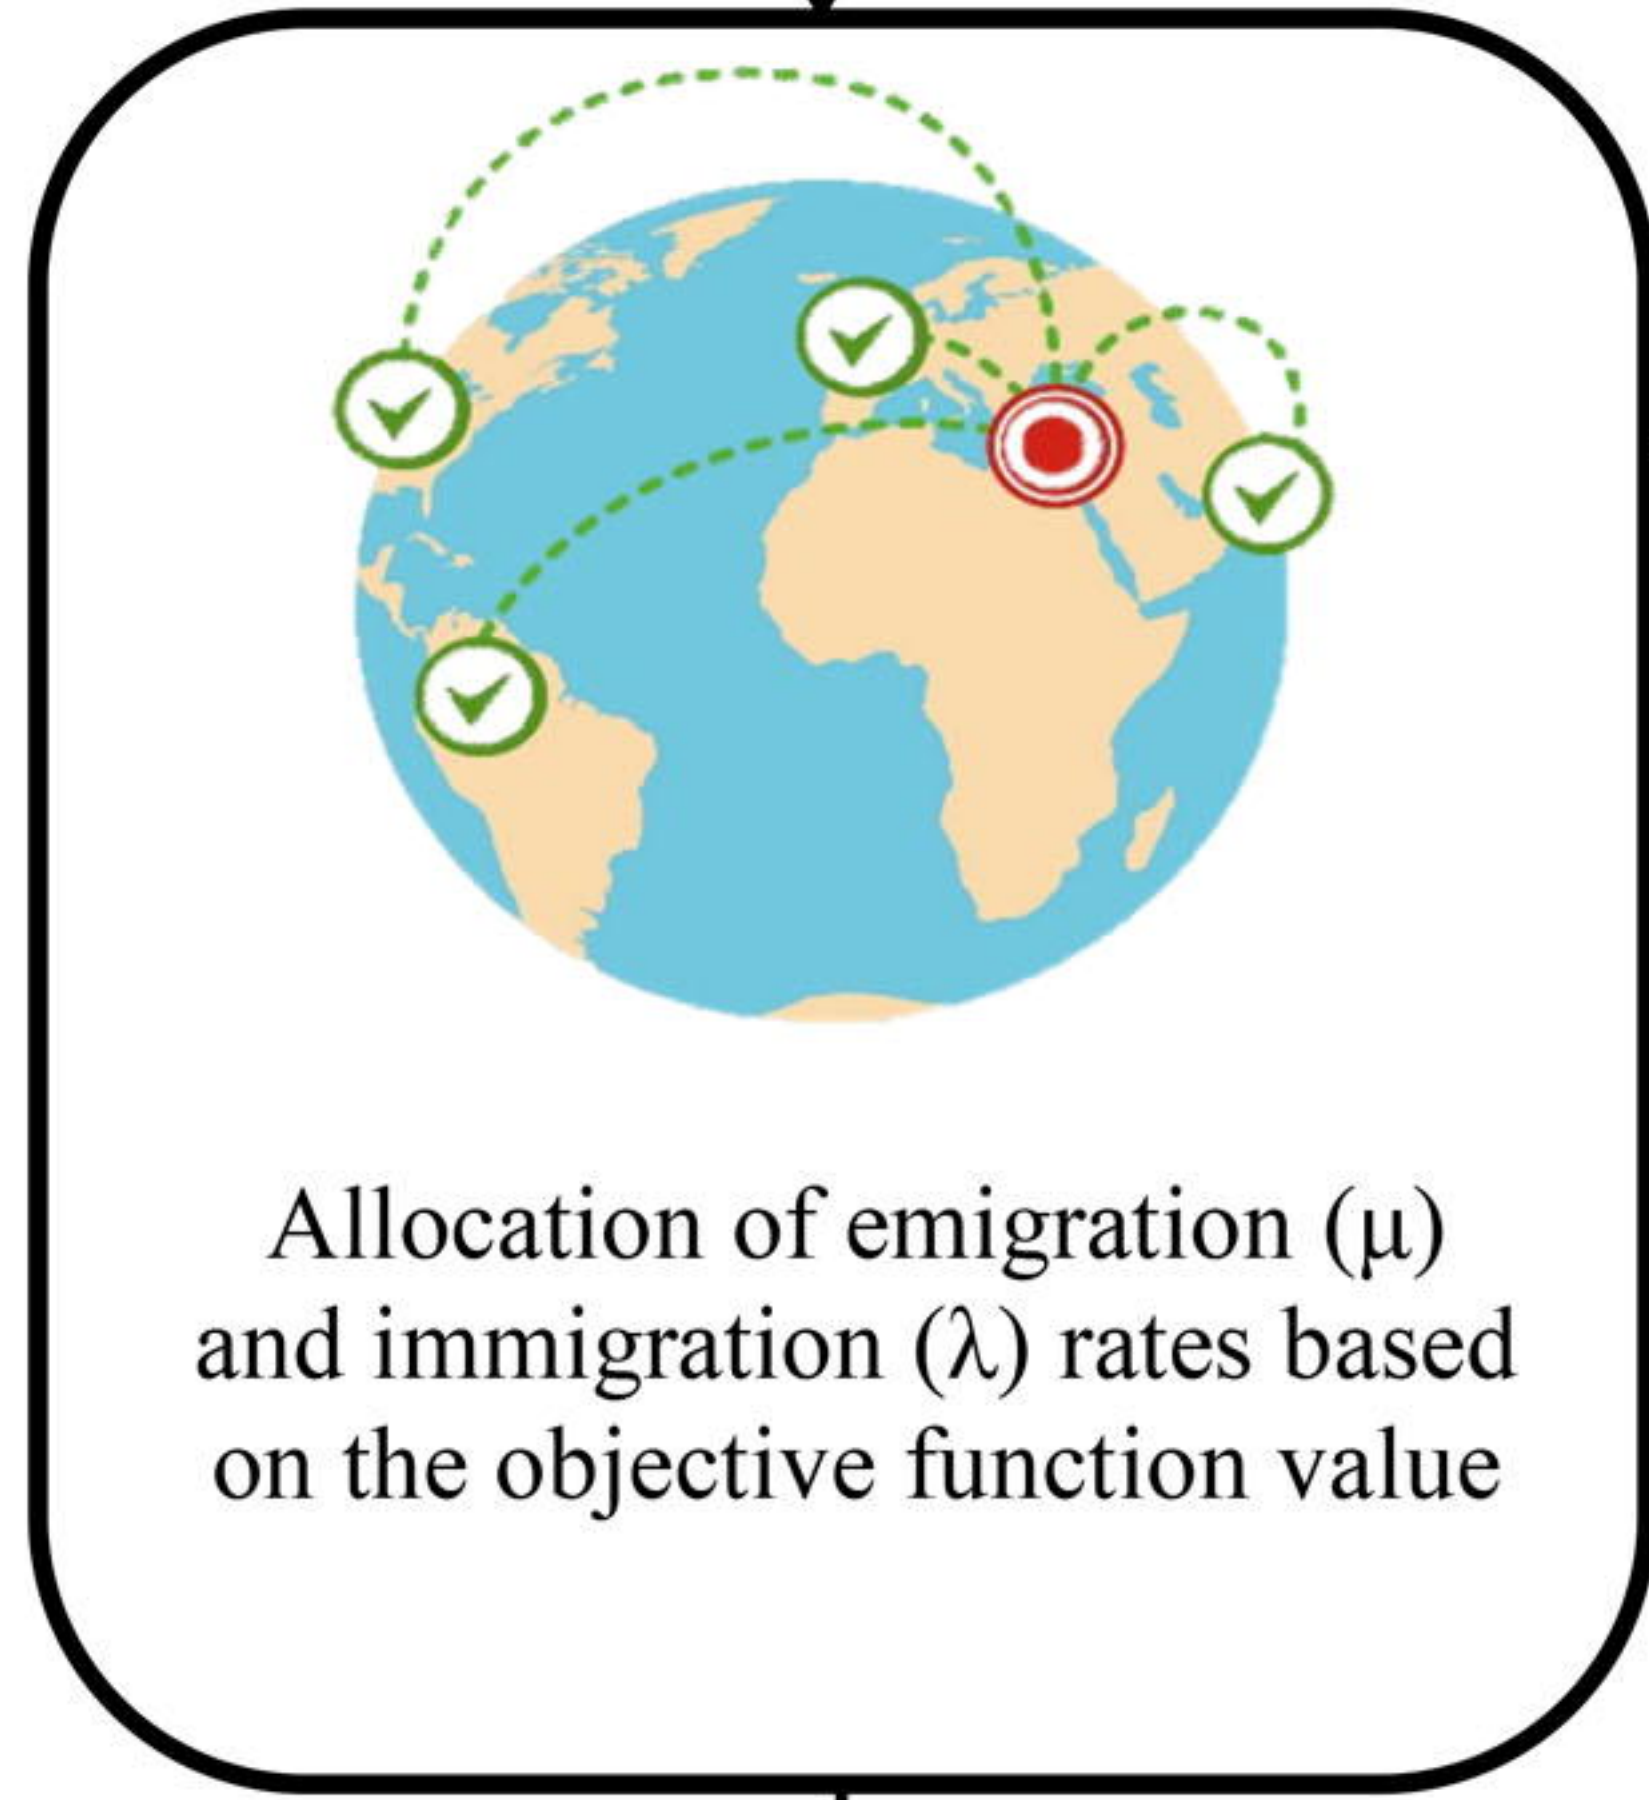 Allocation of emigration (μ)
and immigration (λ) rates based
on the objective function value